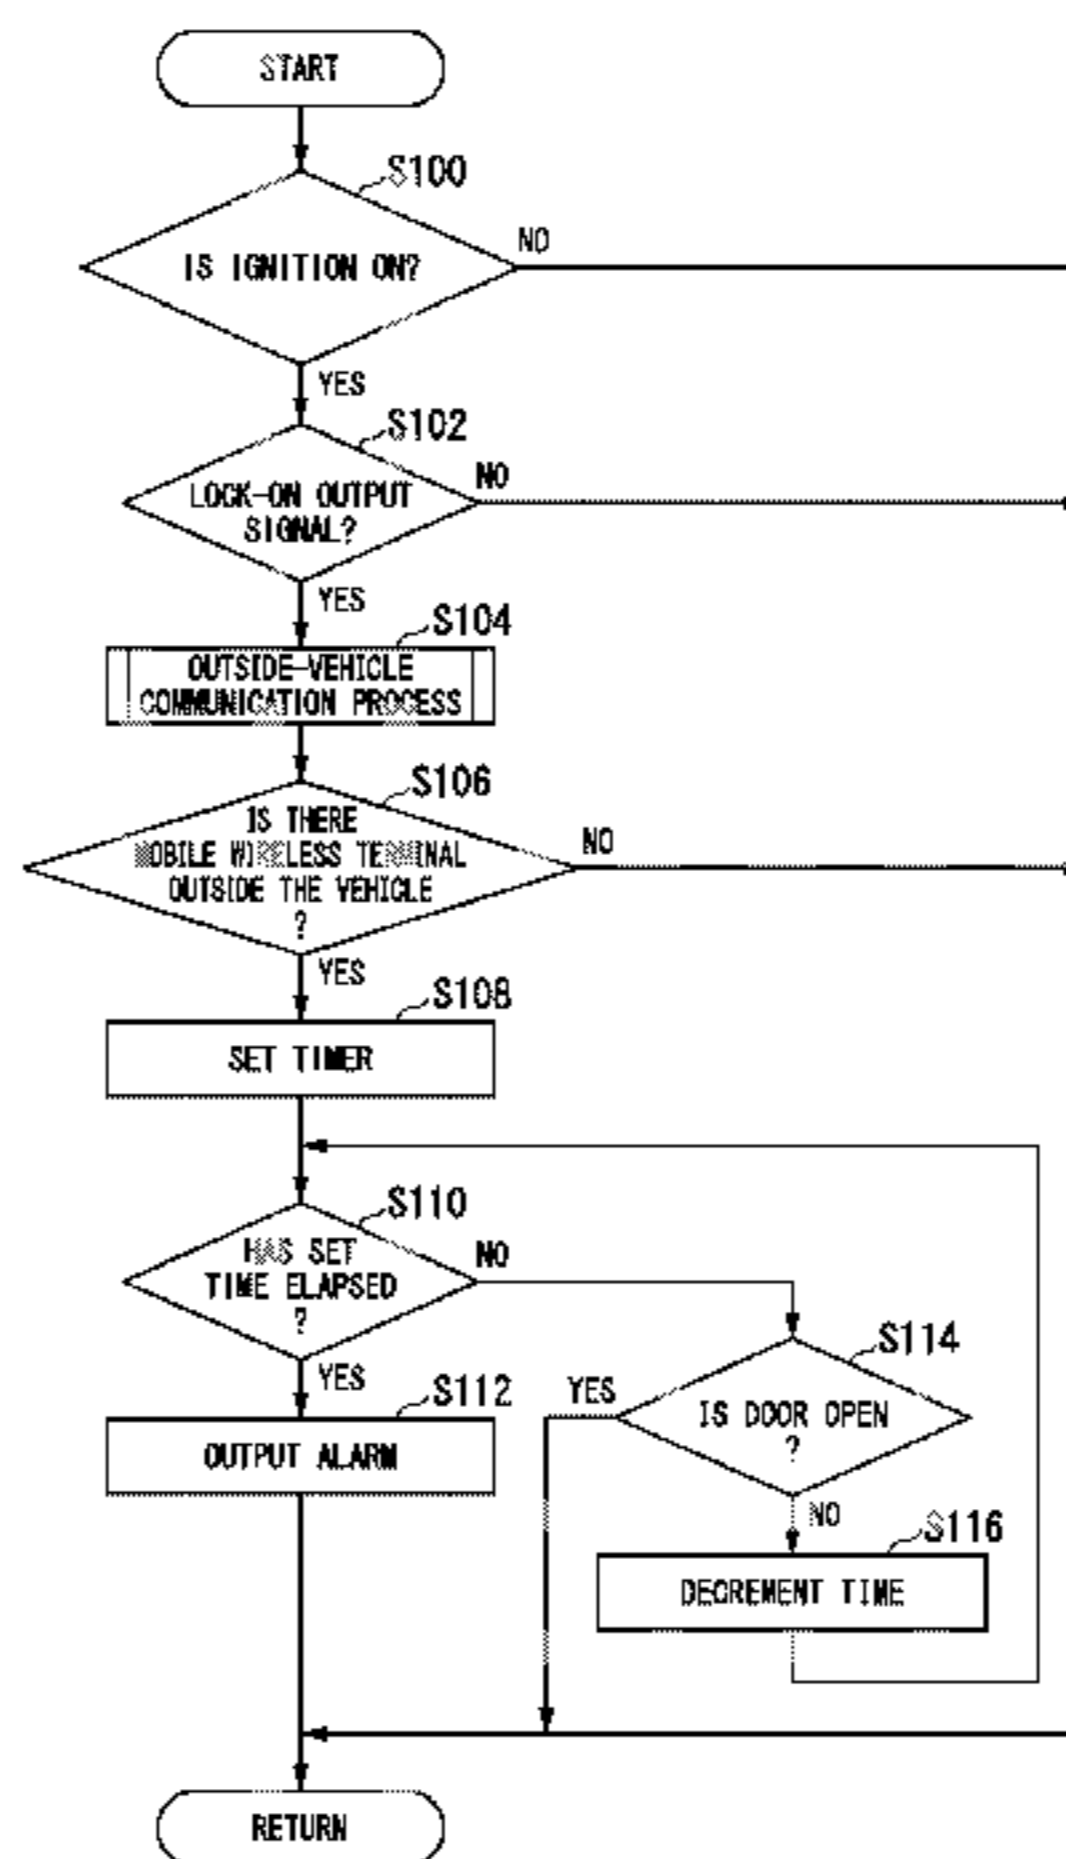 START
S100
IS IGNITION ON?
NO
YES
S102
LOCK-ON OUTPUT
SIGNAL?
NO
YES
S104
OUTSIDE-VEHICLE
COMMUNICATION PROCESS
S106
IS THERE
MOBILE WIRELESS TERMINAL
OUTSIDE THE VEHICLE
?
NO
YES
S108
SET TIMER
S110
HAS SET
TIME ELAPSED
?
NO
YES
S112
OUTPUT ALARM
S114
IS DOOR OPEN
?
YES
NO
S116
DECREMENT TIME
RETURN